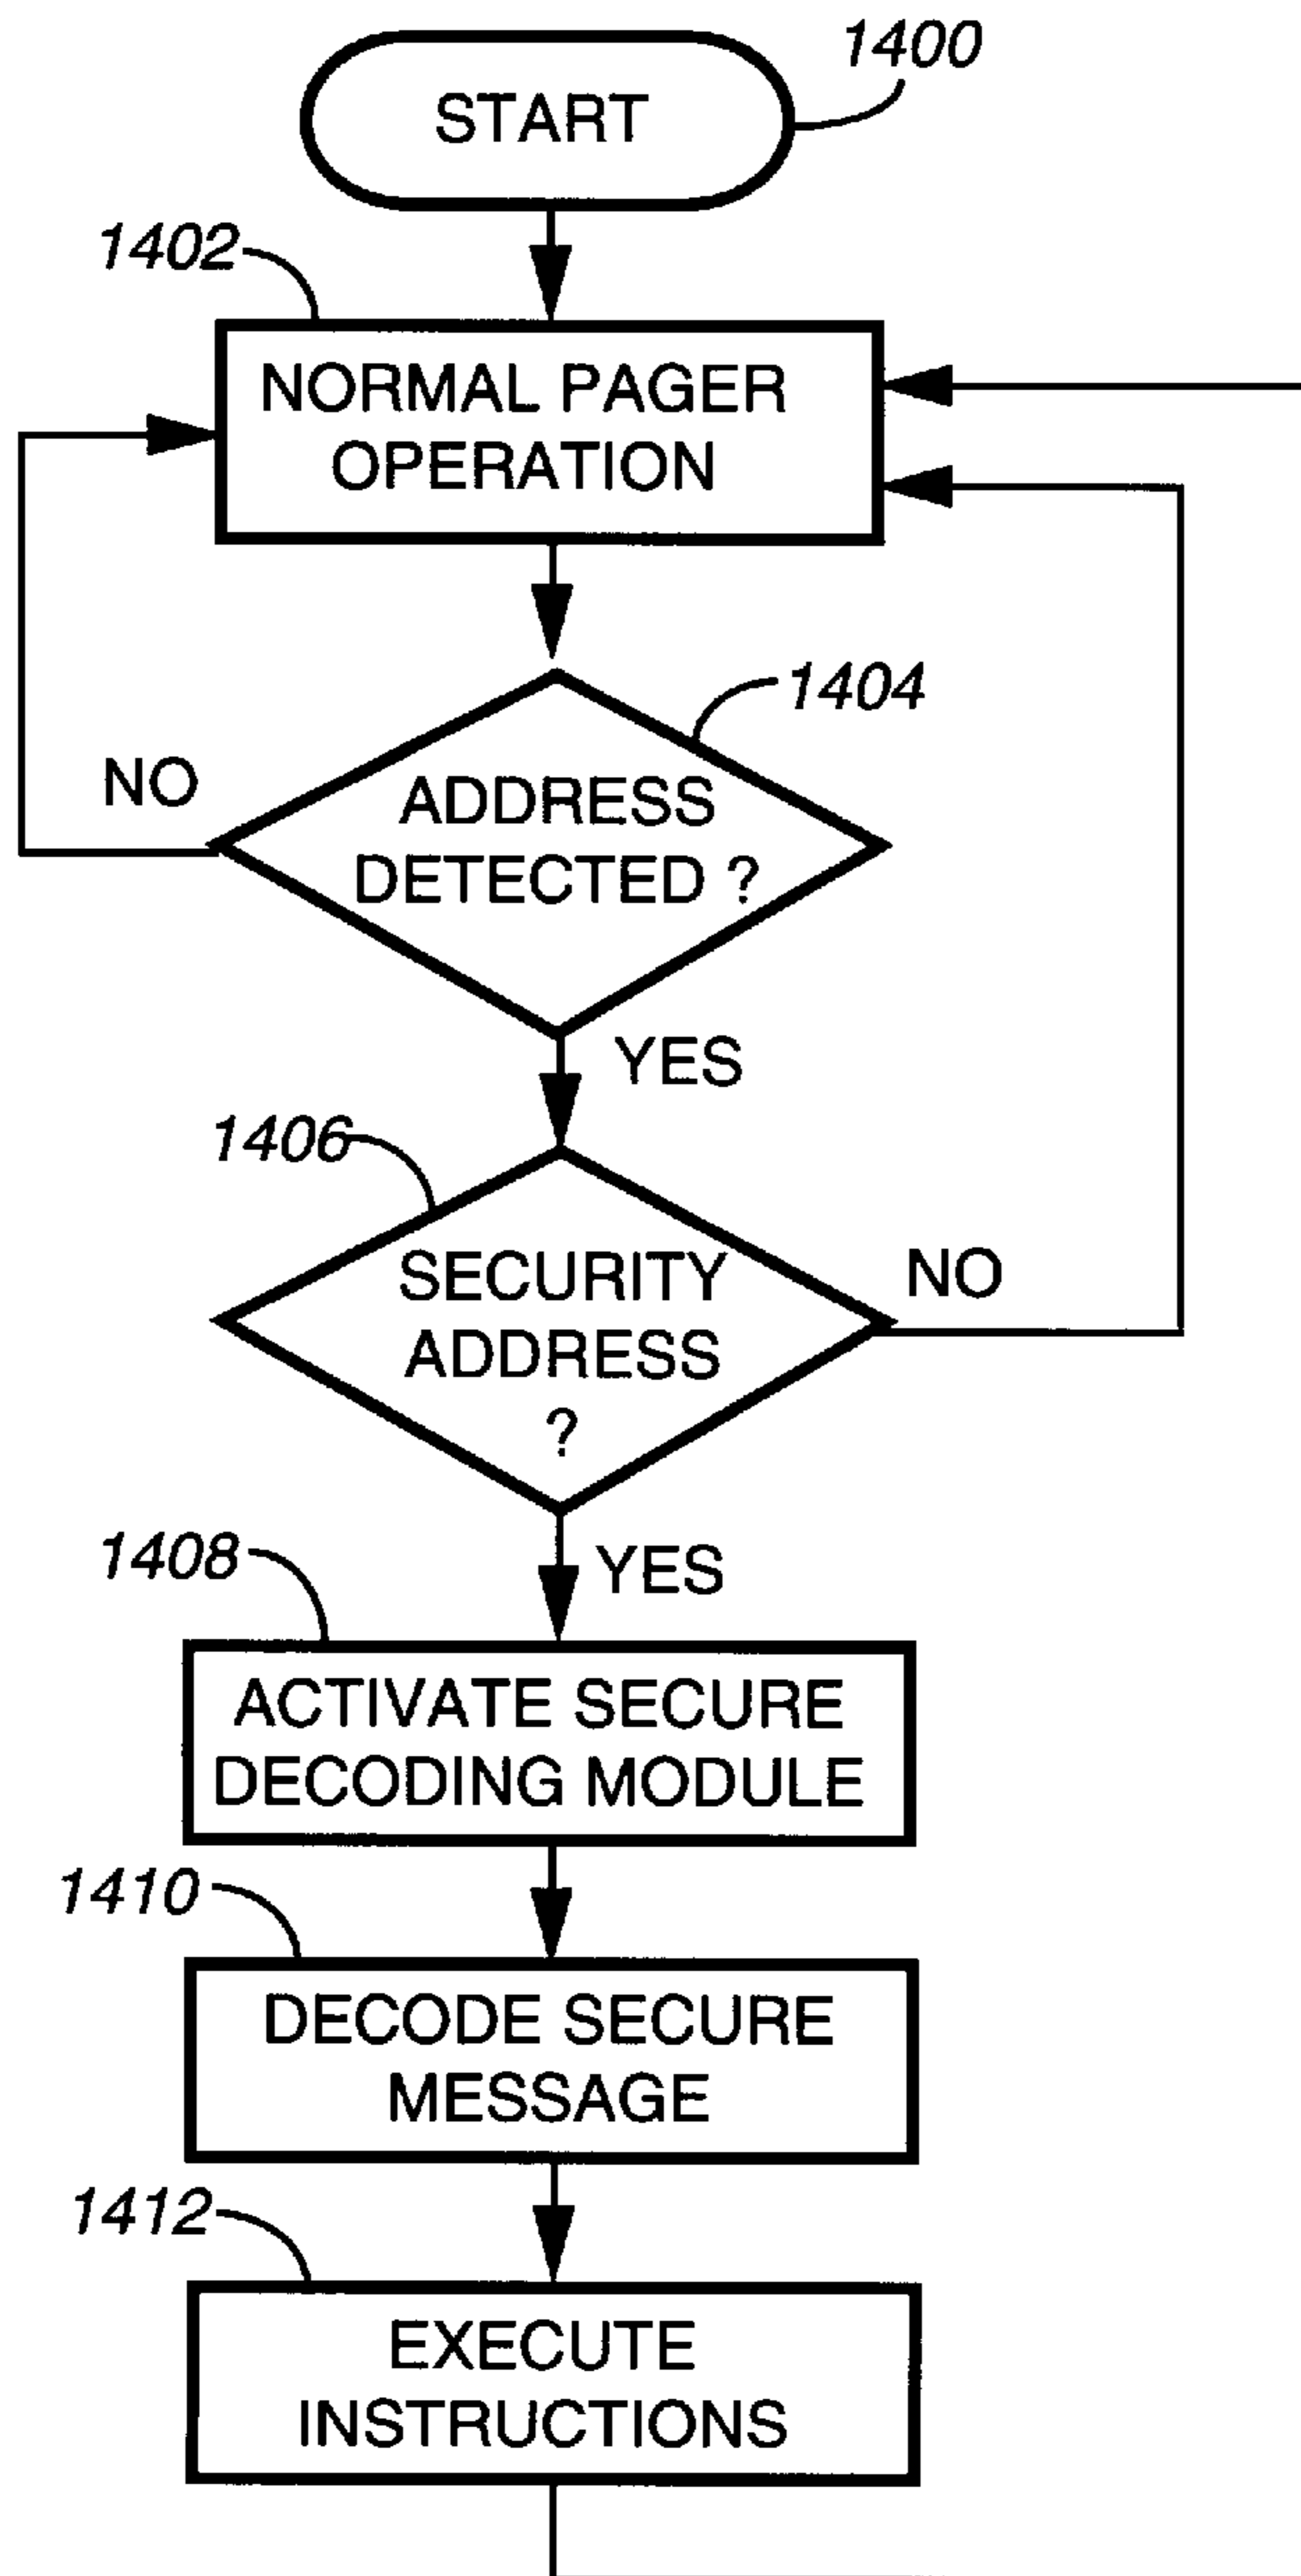 1400
START
1402
NORMAL PAGER
OPERATION
1404
NO
ADDRESS
DETECTED ?
YES
1406
SECURITY
ADDRESS
?
NO
YES
1408
ACTIVATE SECURE
DECODING MODULE
1410
DECODE SECURE
MESSAGE
1412
EXECUTE
INSTRUCTIONS